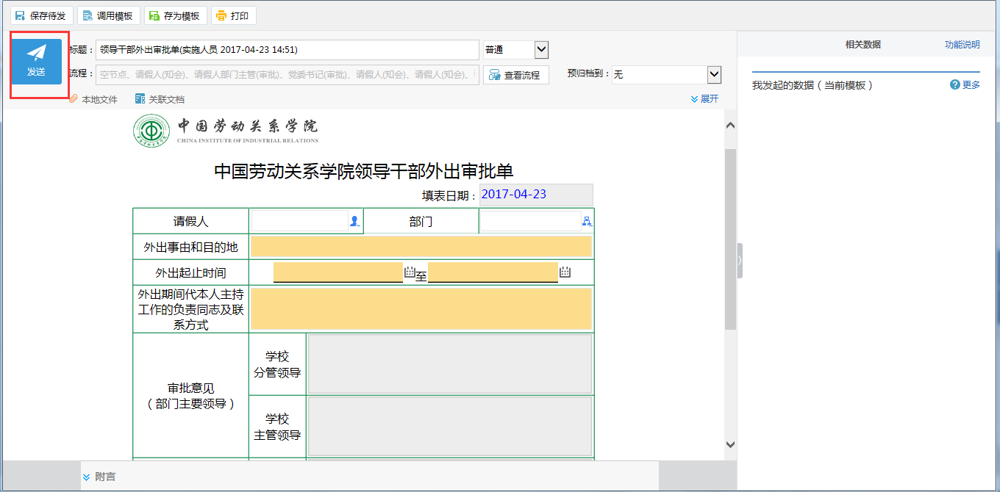 保存待发 调用模板 存为模板 打印
发送
标题： 领导干部外出审批单(实施人员 2017-04-23 14:51) 普通
流程： 空节点、请假人(知会)、请假人部门主管(审批)、党委书记(审批)、请假人(知会)、请假人(知会)、 查看流程 预归档到： 无
本地文件 关联文档 展开
相关数据 功能说明
我发起的数据（当前模板） 更多
中国劳动关系学院
CHINA INSTITUTE OF INDUSTRIAL RELATIONS
中国劳动关系学院领导干部外出审批单
填表日期： 2017-04-23
请假人 部门
外出事由和目的地
外出起止时间 至
外出期间代本人主持
工作的负责同志及联
系方式
审批意见
（部门主要领导）
学校
分管领导
学校
主管领导
附言